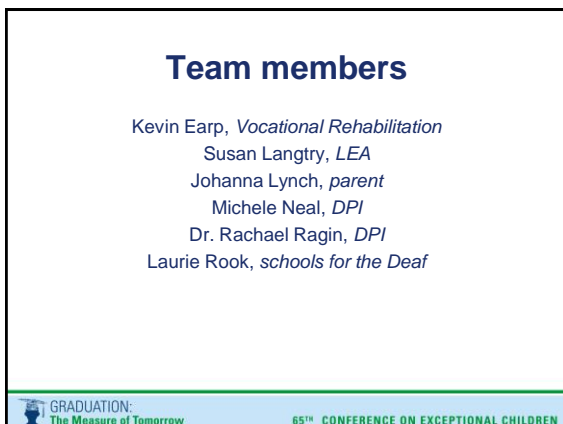 Team members
Kevin Earp, Vocational Rehabilitation
Susan Langtry, LEA
Johanna Lynch, parent
Michele Neal, DPI
Dr. Rachael Ragin, DPI
Laurie Rook, schools for the Deaf
GRADUATION:
The Measure of Tomorrow
65TH CONFERENCE ON EXCEPTIONAL CHILDREN